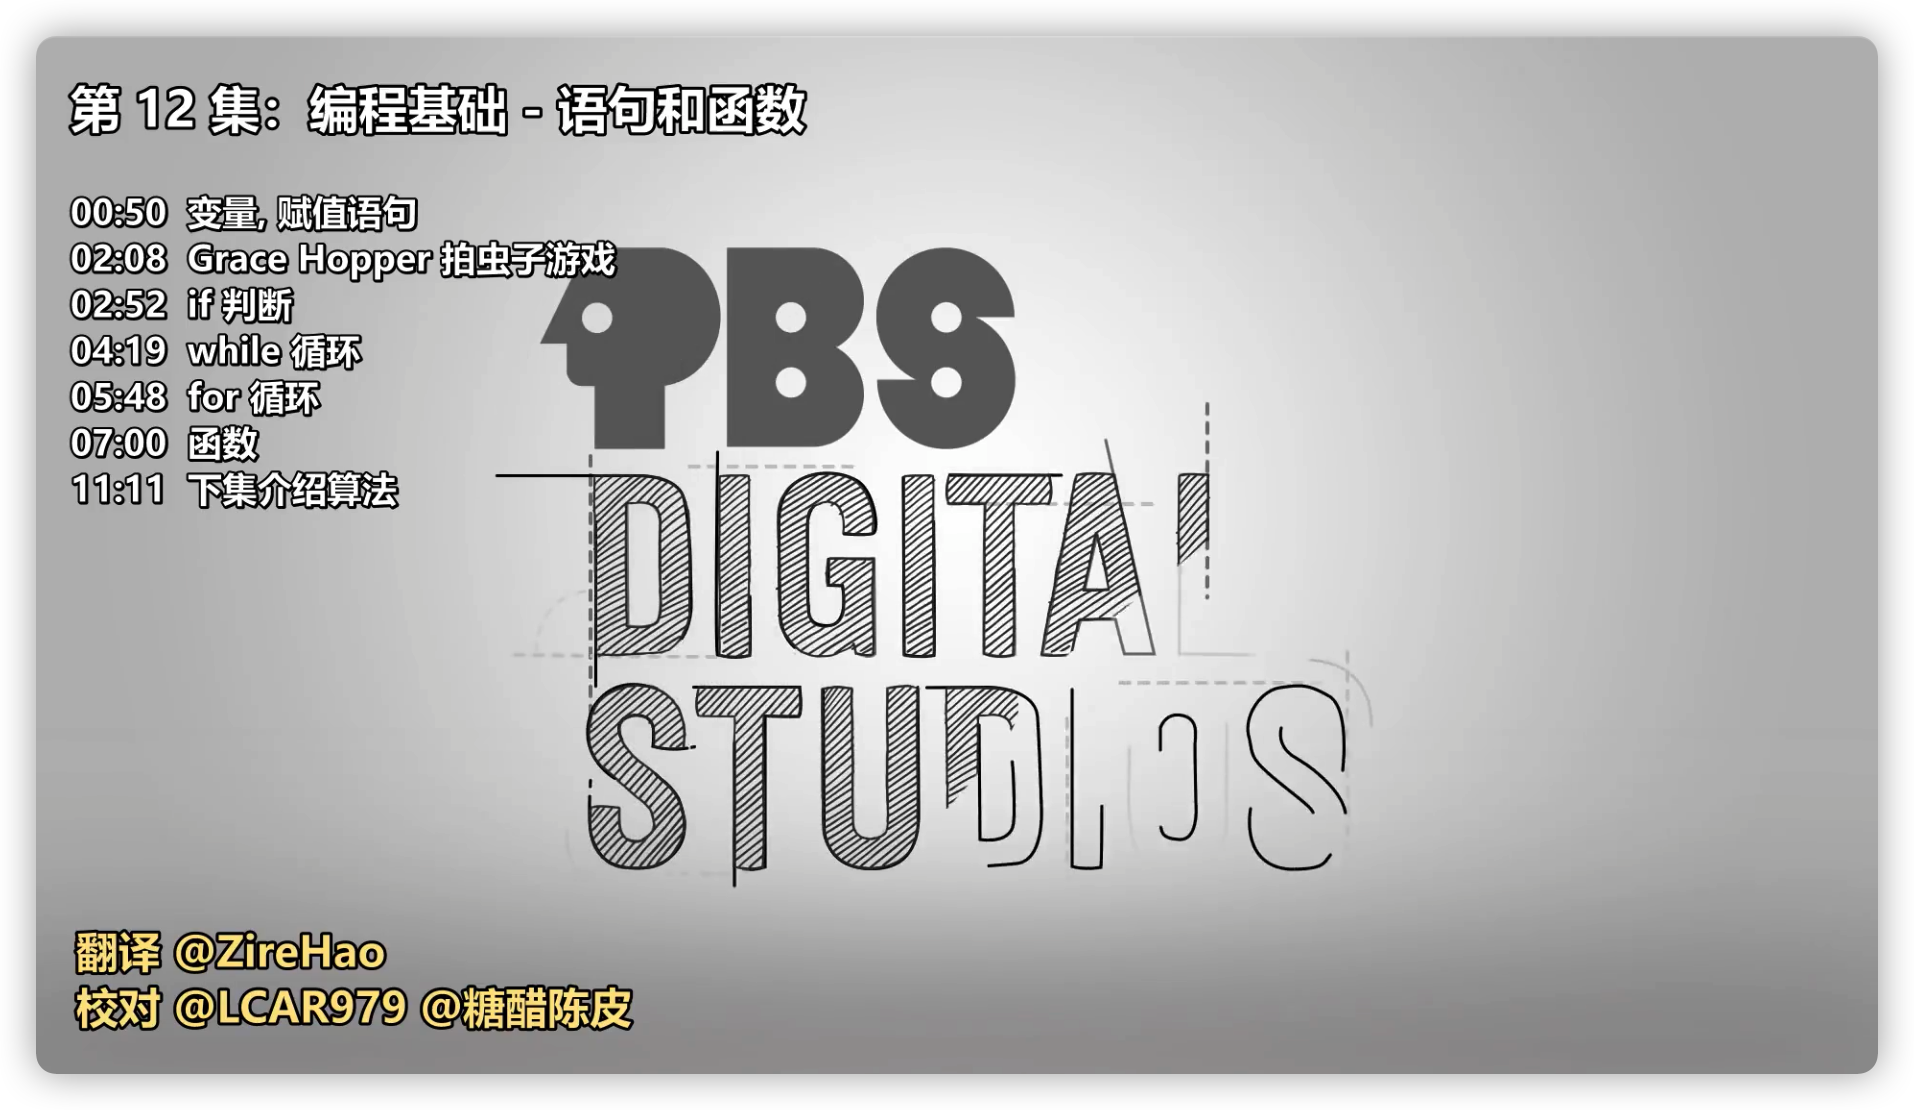 第 12 集：编程基础 - 语句和函数
00:50 变量, 赋值语句
02:08 Grace Hopper 拍虫子游戏
02:52 if 判断
04:19 while 循环
05:48 for 循环
07:00 函数
11:11 下集介绍算法
PBS
DIGITAL
STUDIOS
翻译 @ZireHao
校对 @LCAR979 @糖醋陈皮